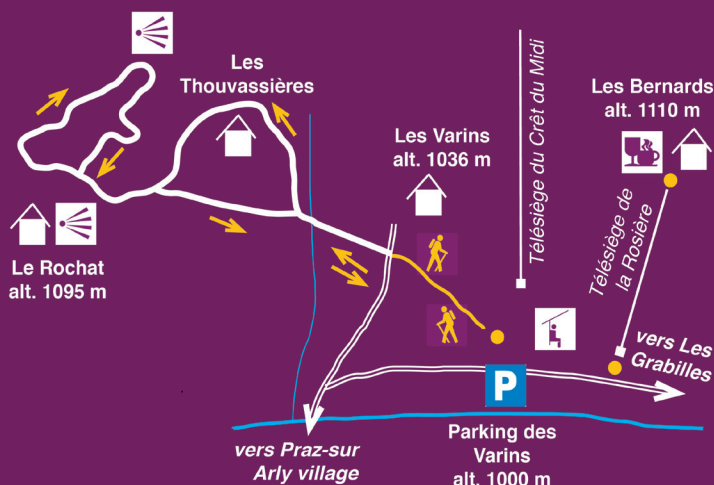 Les
Thouvassières
Les Varins
alt. 1036 m
Télésiège du Crêt du Midi
Les Bernards
alt. 1110 m
Télésiège de
la Rosière
Le Rochat
alt. 1095 m
vers Les
Grabilles
P
vers Praz-sur
Arly village
Parking des
Varins
alt. 1000 m